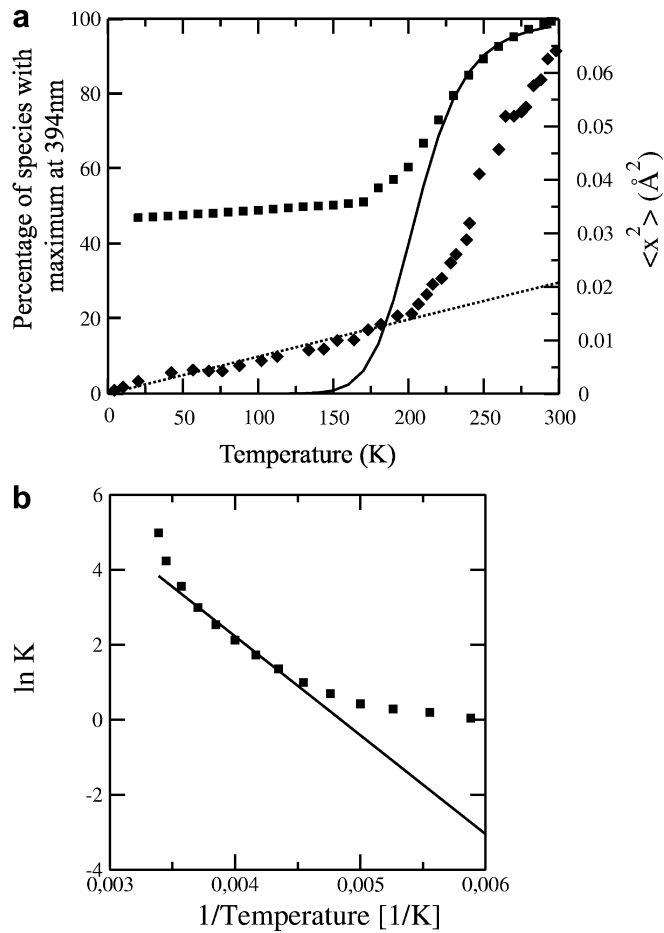 a
100
80
60
40
20
0
Percentage of species with
maximum at 394nm
0.06
0.05
0.04
0.03
0.02
0.01
0
<x²> (Å²)
0 50 100 150 200 250 300
Temperature (K)
b
6
4
2
0
-2
-4
ln K
0,003 0,004 0,005 0,006
1/Temperature [1/K]